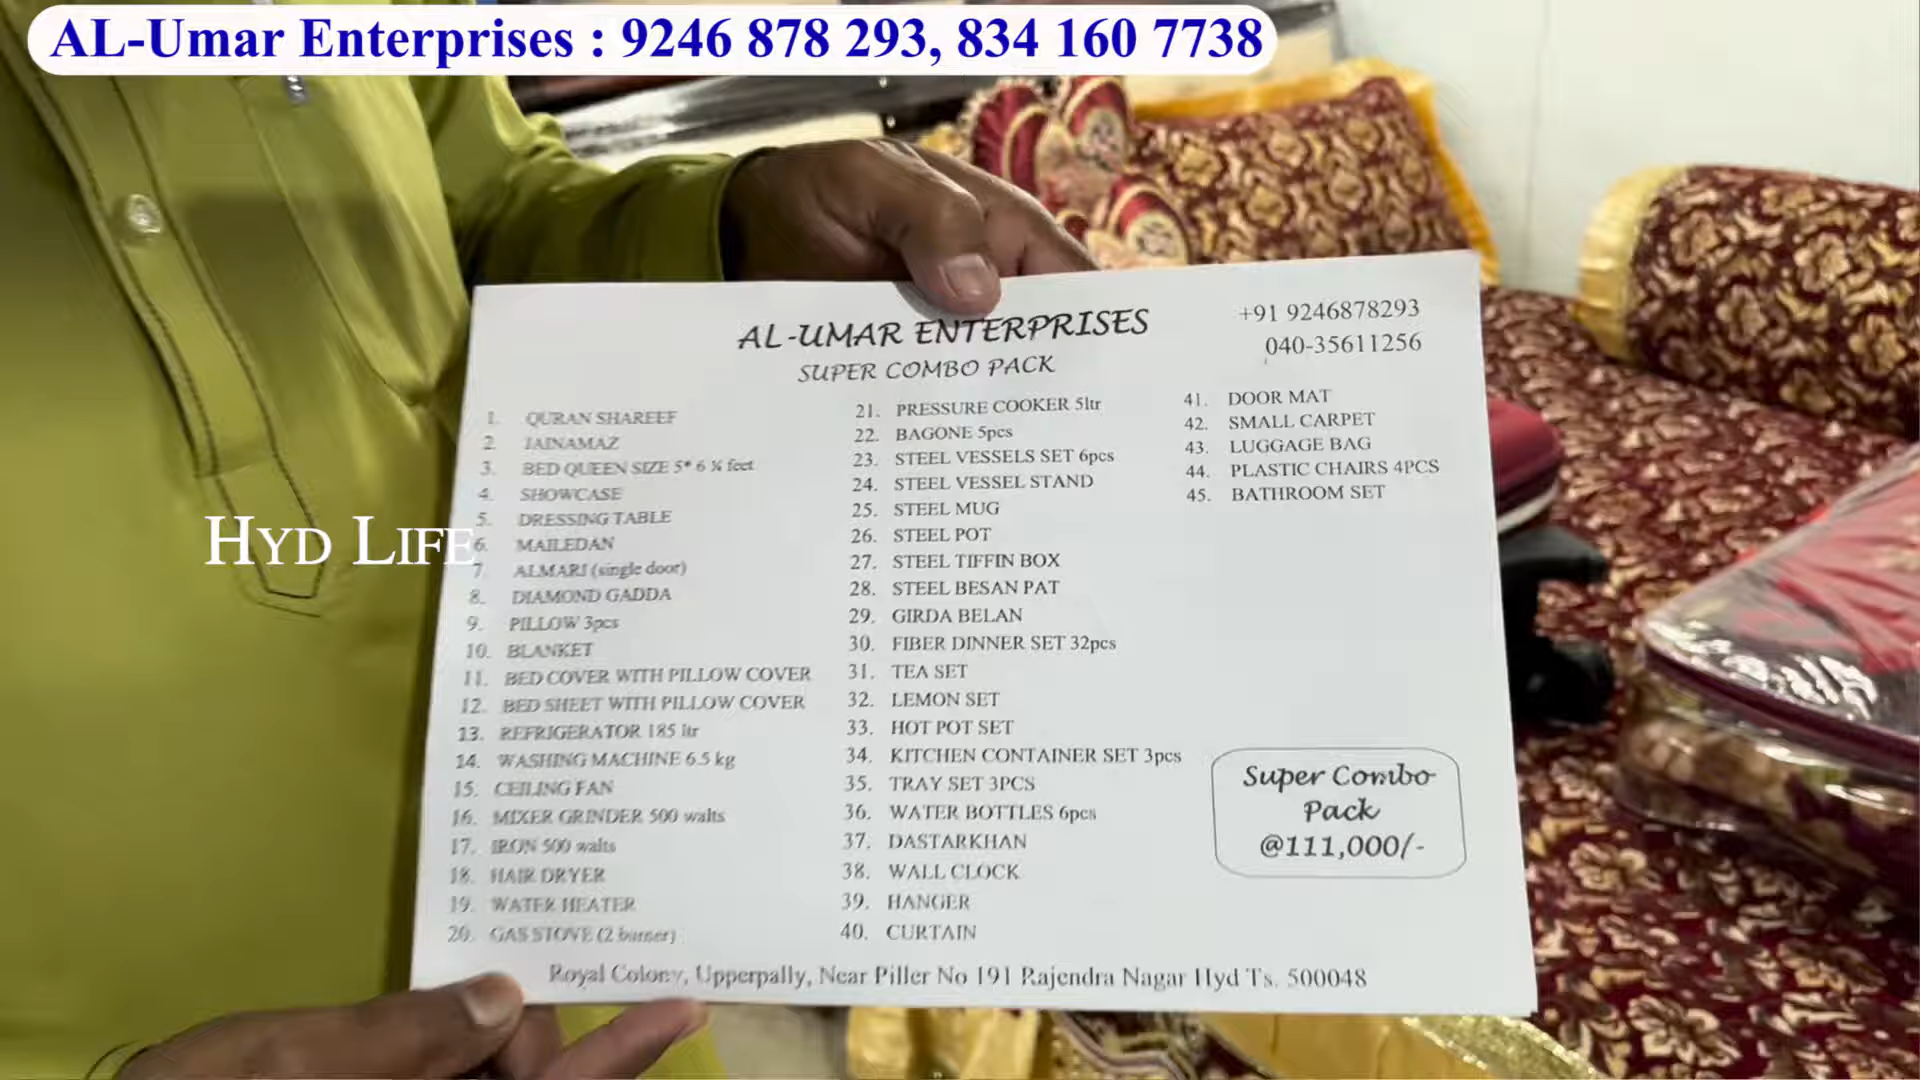 AL-Umar Enterprises : 9246 878 293, 834 160 7738
AL-UMAR ENTERPRISES
SUPER COMBO PACK
+91 9246878293
040-35611256
1. QURAN SHAREEF
2. JAINAMAZ
3. BED QUEEN SIZE 5* 6 ¼ feet
4. SHOWCASE
5. DRESSING TABLE
6. MAILEDAN
7. ALMARI (single door)
8. DIAMOND GADDA
9. PILLOW 3pcs
10. BLANKET
11. BED COVER WITH PILLOW COVER
12. BED SHEET WITH PILLOW COVER
13. REFRIGERATOR 185 ltr
14. WASHING MACHINE 6.5 kg
15. CEILING FAN
16. MIXER GRINDER 500 walts
17. IRON 500 walts
18. HAIR DRYER
19. WATER HEATER
20. GAS STOVE (2 burner)
21. PRESSURE COOKER 5ltr
22. BAGONE 5pcs
23. STEEL VESSELS SET 6pcs
24. STEEL VESSEL STAND
25. STEEL MUG
26. STEEL POT
27. STEEL TIFFIN BOX
28. STEEL BESAN PAT
29. GIRDA BELAN
30. FIBER DINNER SET 32pcs
31. TEA SET
32. LEMON SET
33. HOT POT SET
34. KITCHEN CONTAINER SET 3pcs
35. TRAY SET 3PCS
36. WATER BOTTLES 6pcs
37. DASTARKHAN
38. WALL CLOCK
39. HANGER
40. CURTAIN
41. DOOR MAT
42. SMALL CARPET
43. LUGGAGE BAG
44. PLASTIC CHAIRS 4PCS
45. BATHROOM SET
Super Combo
Pack
@111,000/-
Royal Colony, Upperpally, Near Piller No 191 Rajendra Nagar Hyd Ts. 500048
HYD LIFE